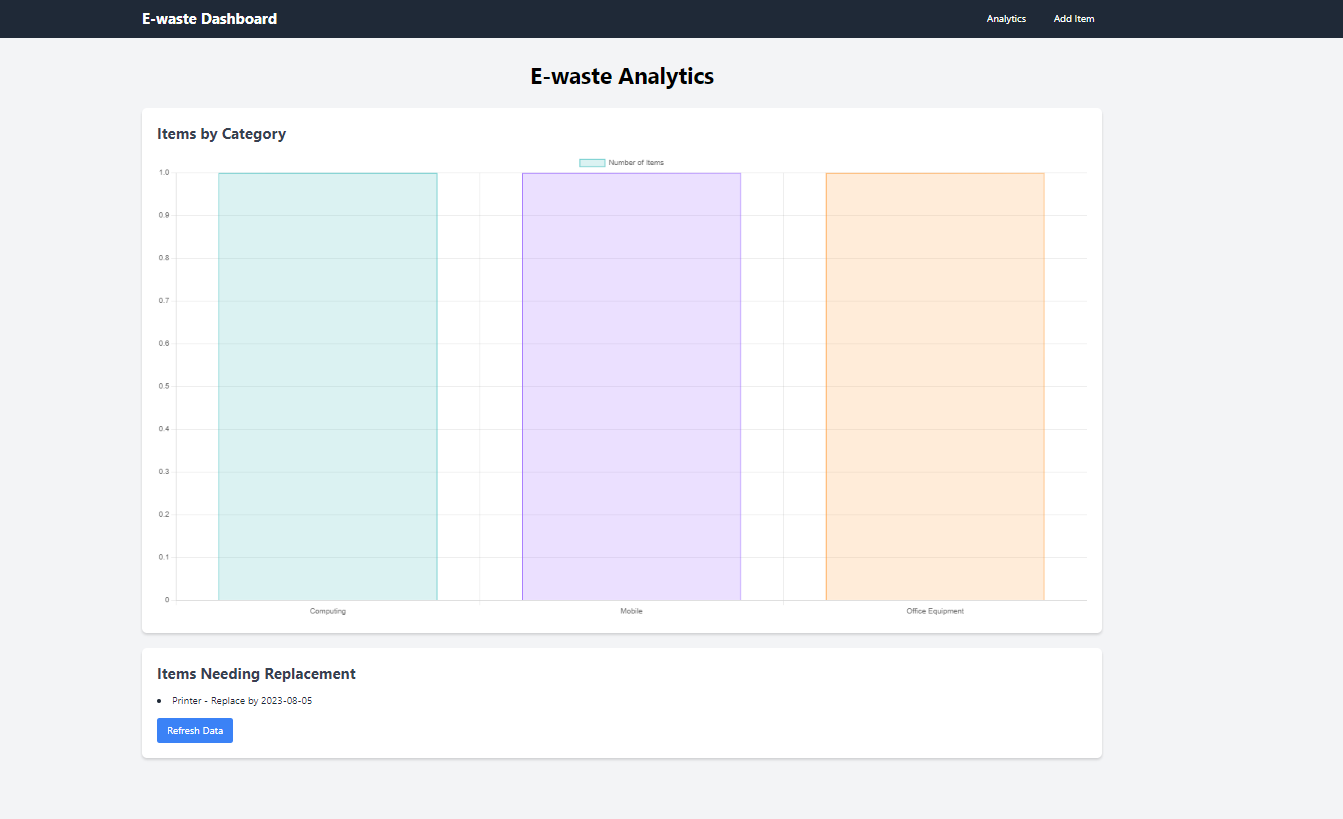 E-waste Dashboard
Analytics
Add Item
E-waste Analytics
Items by Category
Number of Items
1.0
0.9
0.8
0.7
0.6
0.5
0.4
0.3
0.2
0.1
0
Computing
Mobile
Office Equipment
Items Needing Replacement
Printer - Replace by 2023-08-05
Refresh Data